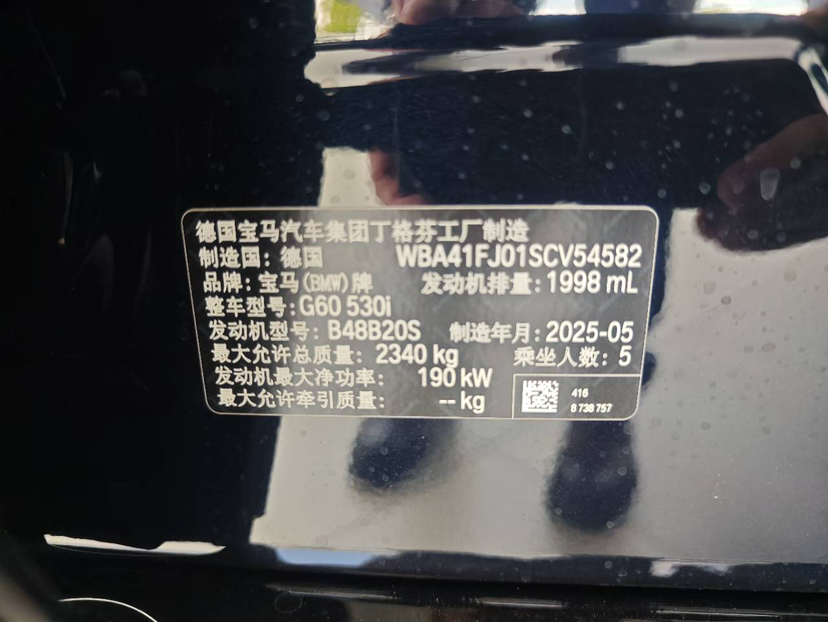 德国宝马汽车集团丁格芬工厂制造
制造国：德国 WBA41FJ01SCV54582
品牌：宝马(BMW)牌 发动机排量：1998 mL
整车型号：G60 530i
发动机型号：B48B20S 制造年月：2025-05
最大允许总质量：2340 kg 乘坐人数：5
发动机最大净功率：190 kW
最大允许牵引质量：-- kg
416
8 738 757